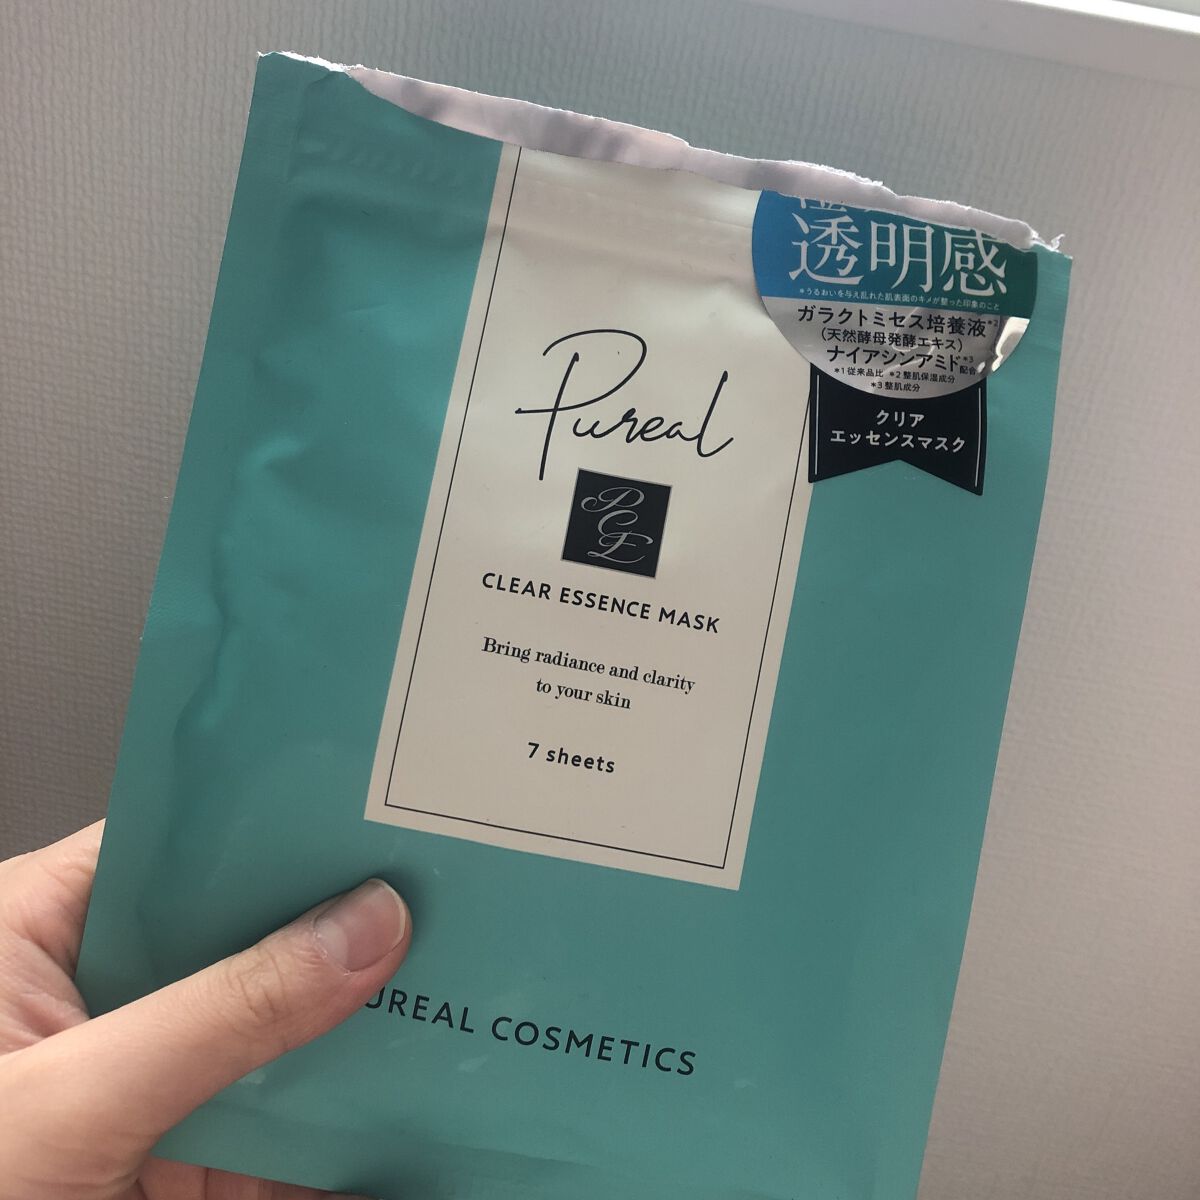 透明感
*うるおいを与え乱れた肌表面のキメが整った印象のこと
ガラクトミセス培養液*2
(天然酵母発酵エキス)
ナイアシンアミド*3配合
*1 従来品比 *2 整肌保湿成分
*3 整肌成分
クリア
エッセンスマスク
Pureal
PCE
CLEAR ESSENCE MASK
Bring radiance and clarity
to your skin
7 sheets
UREAL COSMETICS